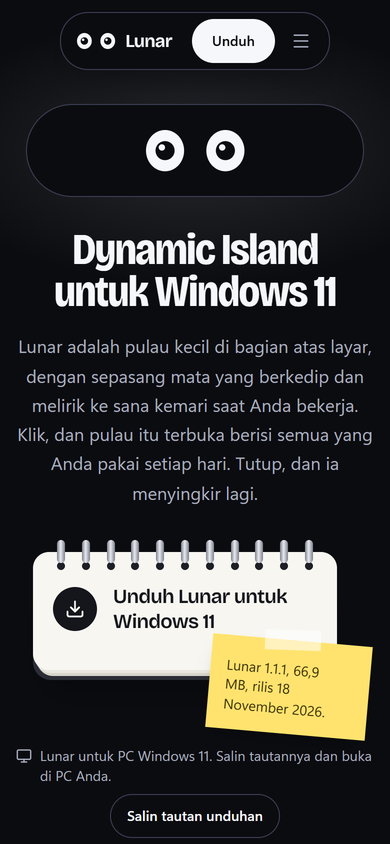 Lunar
Unduh
Dynamic Island
untuk Windows 11
Lunar adalah pulau kecil di bagian atas layar,
dengan sepasang mata yang berkedip dan
melirik ke sana kemari saat Anda bekerja.
Klik, dan pulau itu terbuka berisi semua yang
Anda pakai setiap hari. Tutup, dan ia
menyingkir lagi.
Unduh Lunar untuk
Windows 11
Lunar 1.1.1, 66,9
MB, rilis 18
November 2026.
Lunar untuk PC Windows 11. Salin tautannya dan buka
di PC Anda.
Salin tautan unduhan